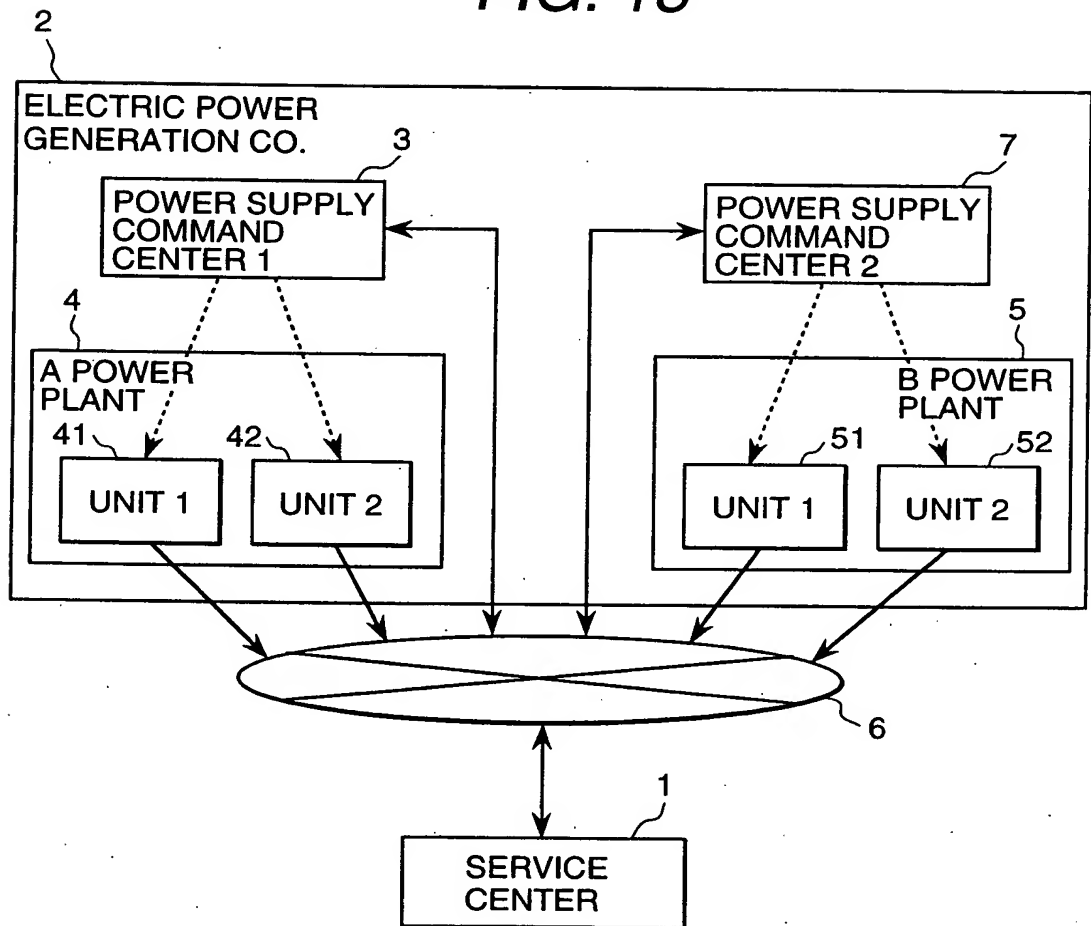 FIG.
2
ELECTRIC POWER
GENERATION CO.
3
POWER SUPPLY
COMMAND
CENTER 1
7
POWER SUPPLY
COMMAND
CENTER 2
4
A POWER
PLANT
41
UNIT 1
42
UNIT 2
5
B POWER
PLANT
51
UNIT 1
52
UNIT 2
6
1
SERVICE
CENTER